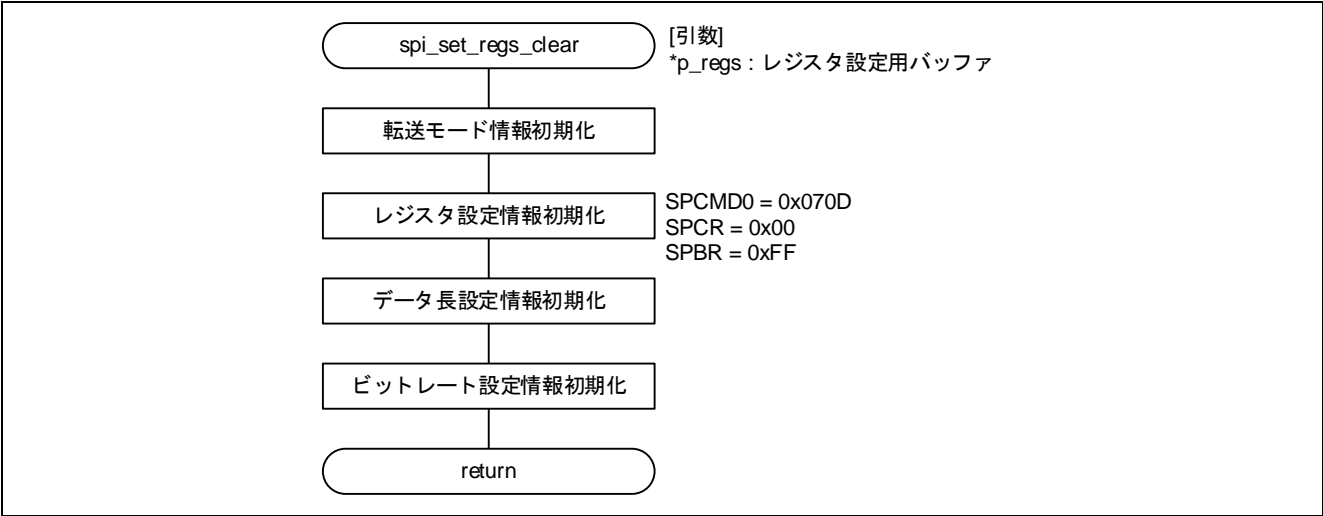 spi_set_regs_clear
[引数]
*p_regs：レジスタ設定用バッファ
転送モード情報初期化
レジスタ設定情報初期化
SPCMD0 = 0x070D
SPCR = 0x00
SPBR = 0xFF
データ長設定情報初期化
ビットレート設定情報初期化
return